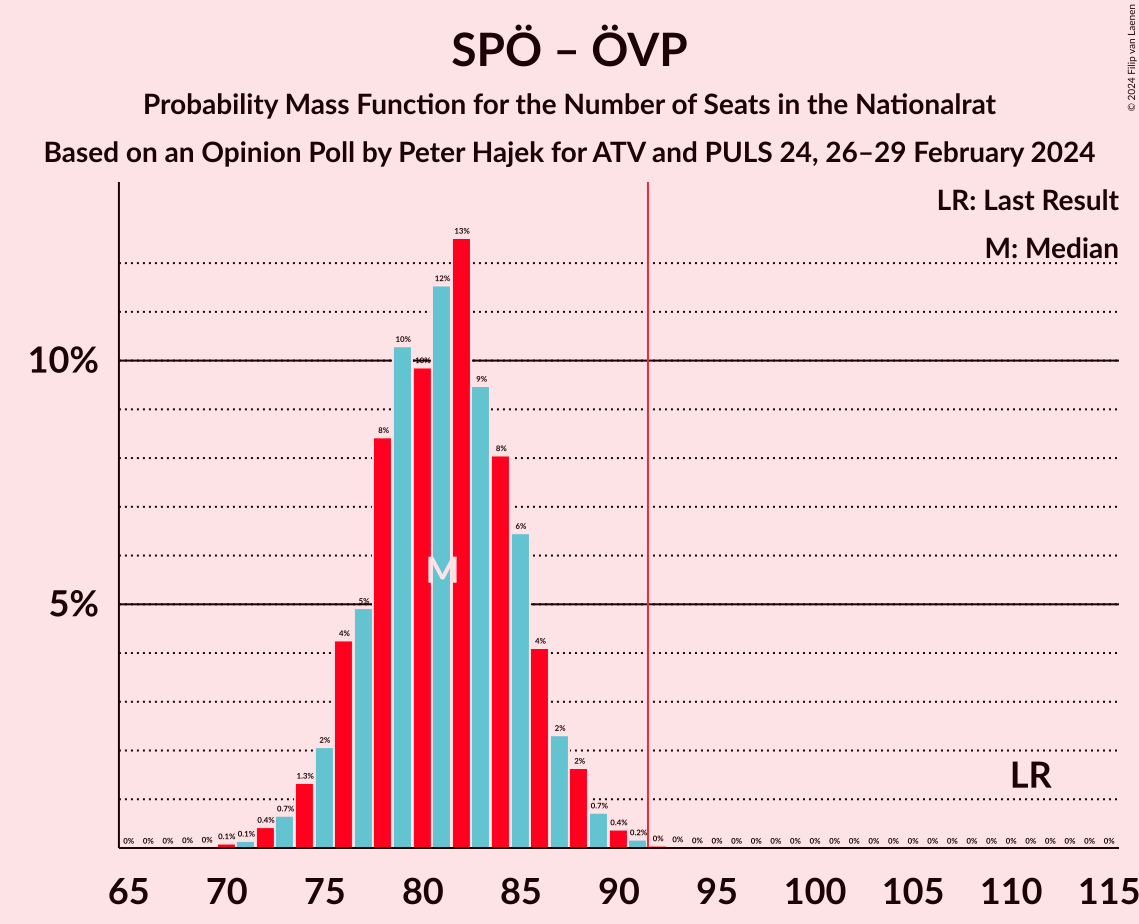 SPÖ – ÖVP
Probability Mass Function for the Number of Seats in the Nationalrat
Based on an Opinion Poll by Peter Hajek for ATV and PULS 24, 26–29 February 2024
© 2024 Filip van Laenen
LR: Last Result
M: Median
13%
12%
10%
10%
10%
9%
8%
8%
6%
M
5%
5%
4%
4%
2%
2%
2%
LR
1.3%
0.7%
0.7%
0.4%
0.4%
0.1% 0.1% 0.2%
0% 0% 0% 0% 0% 0% 0% 0% 0% 0% 0% 0% 0% 0% 0% 0% 0% 0% 0% 0% 0% 0% 0% 0% 0% 0% 0% 0% 0%
65 70 75 80 85 90 95 100 105 110 115